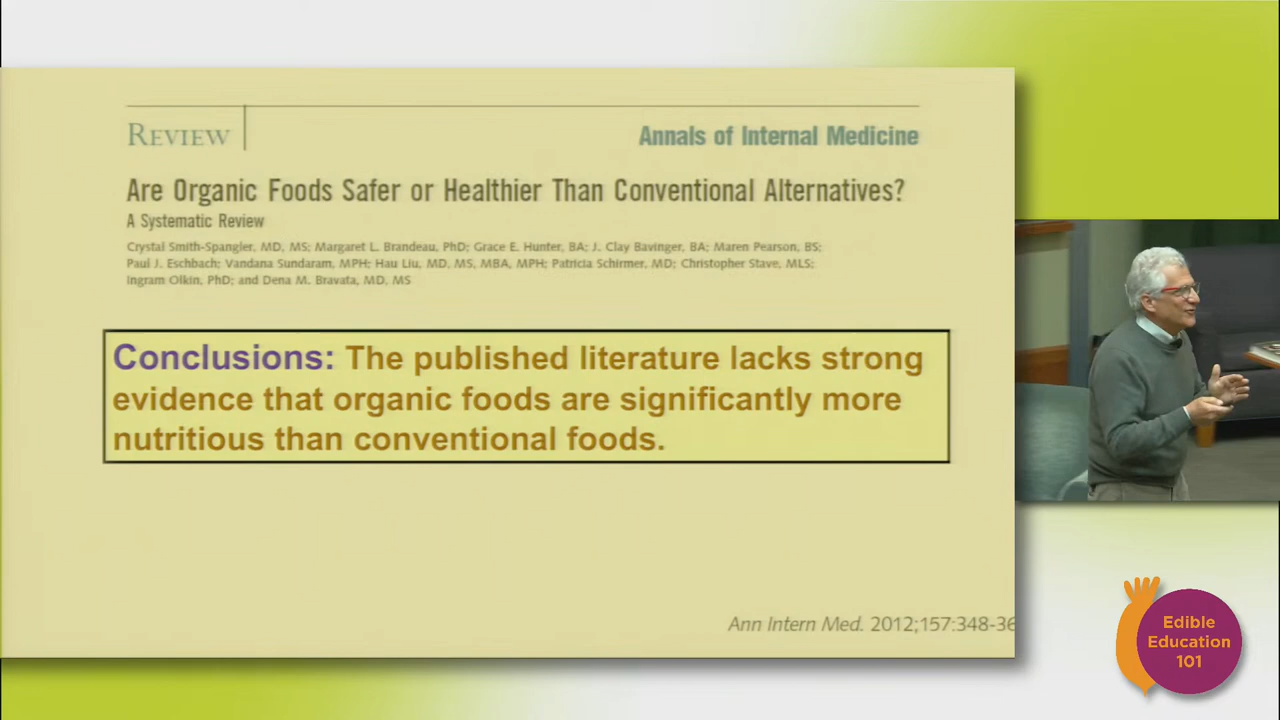 REVIEW
Annals of Internal Medicine
Are Organic Foods Safer or Healthier Than Conventional Alternatives?
A Systematic Review
Crystal Smith-Spangler, MD, MS; Margaret L. Brandeau, PhD; Grace E. Hunter, BA; J. Clay Bavinger, BA; Maren Pearson, BS;
Paul J. Eschbach; Vandana Sundaram, MPH; Hau Liu, MD, MS, MBA, MPH; Patricia Schirmer, MD; Christopher Stave, MLS;
Ingram Olkin, PhD; and Dena M. Bravata, MD, MS
Conclusions: The published literature lacks strong
evidence that organic foods are significantly more
nutritious than conventional foods.
Ann Intern Med. 2012;157:348-36
Edible
Education
101